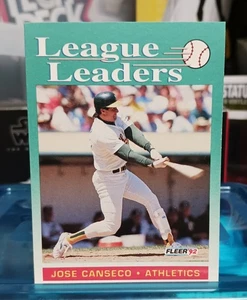 League
Leaders
FLEER '92
JOSE CANSECO • ATHLETICS